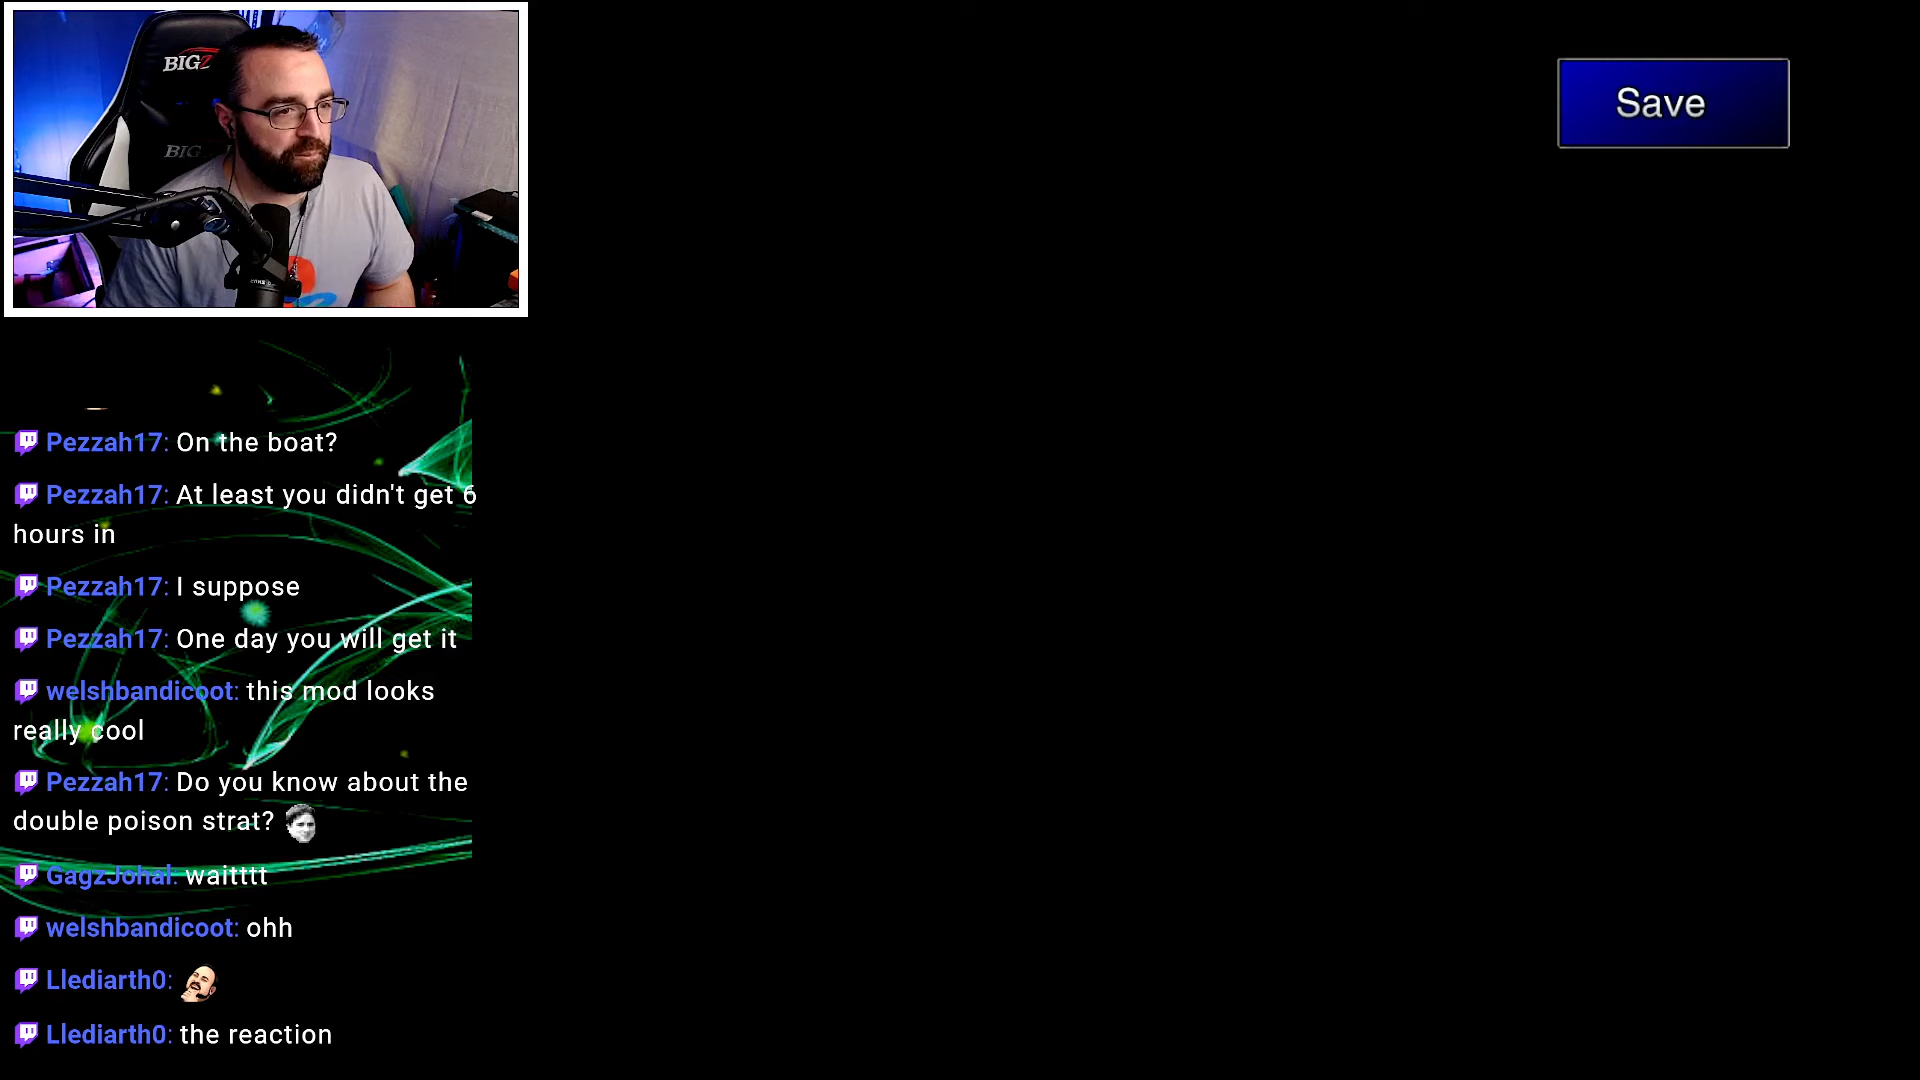 BIGZ
BIG
Save
Pezzah17: On the boat?
Pezzah17: At least you didn't get 6
hours in
Pezzah17: I suppose
Pezzah17: One day you will get it
welshbandicoot: this mod looks
really cool
Pezzah17: Do you know about the
double poison strat?
GagzJohal: waitttt
welshbandicoot: ohh
Llediarth0:
Llediarth0: the reaction